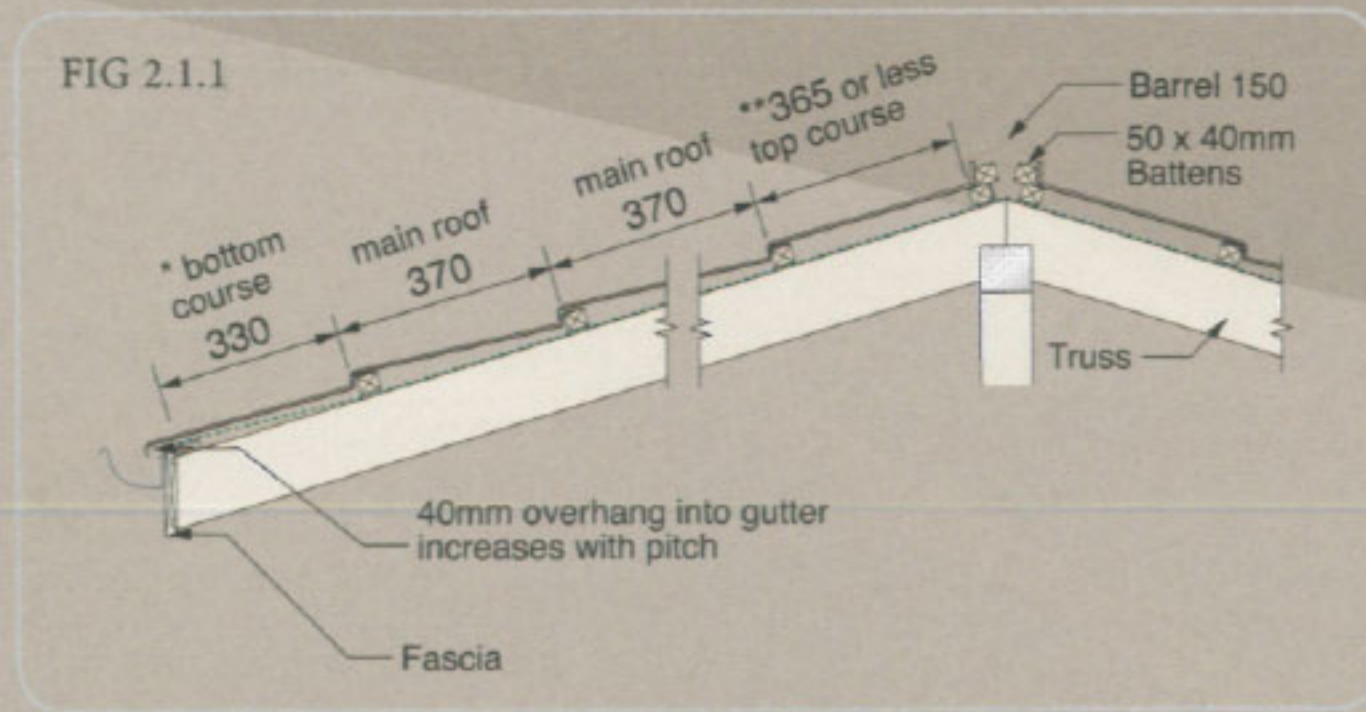 FIG 2.1.1
* bottom
course
330
main roof
370
main roof
370
**365 or less
top course
Barrel 150
50 x 40mm
Battens
Truss
40mm overhang into gutter
increases with pitch
Fascia